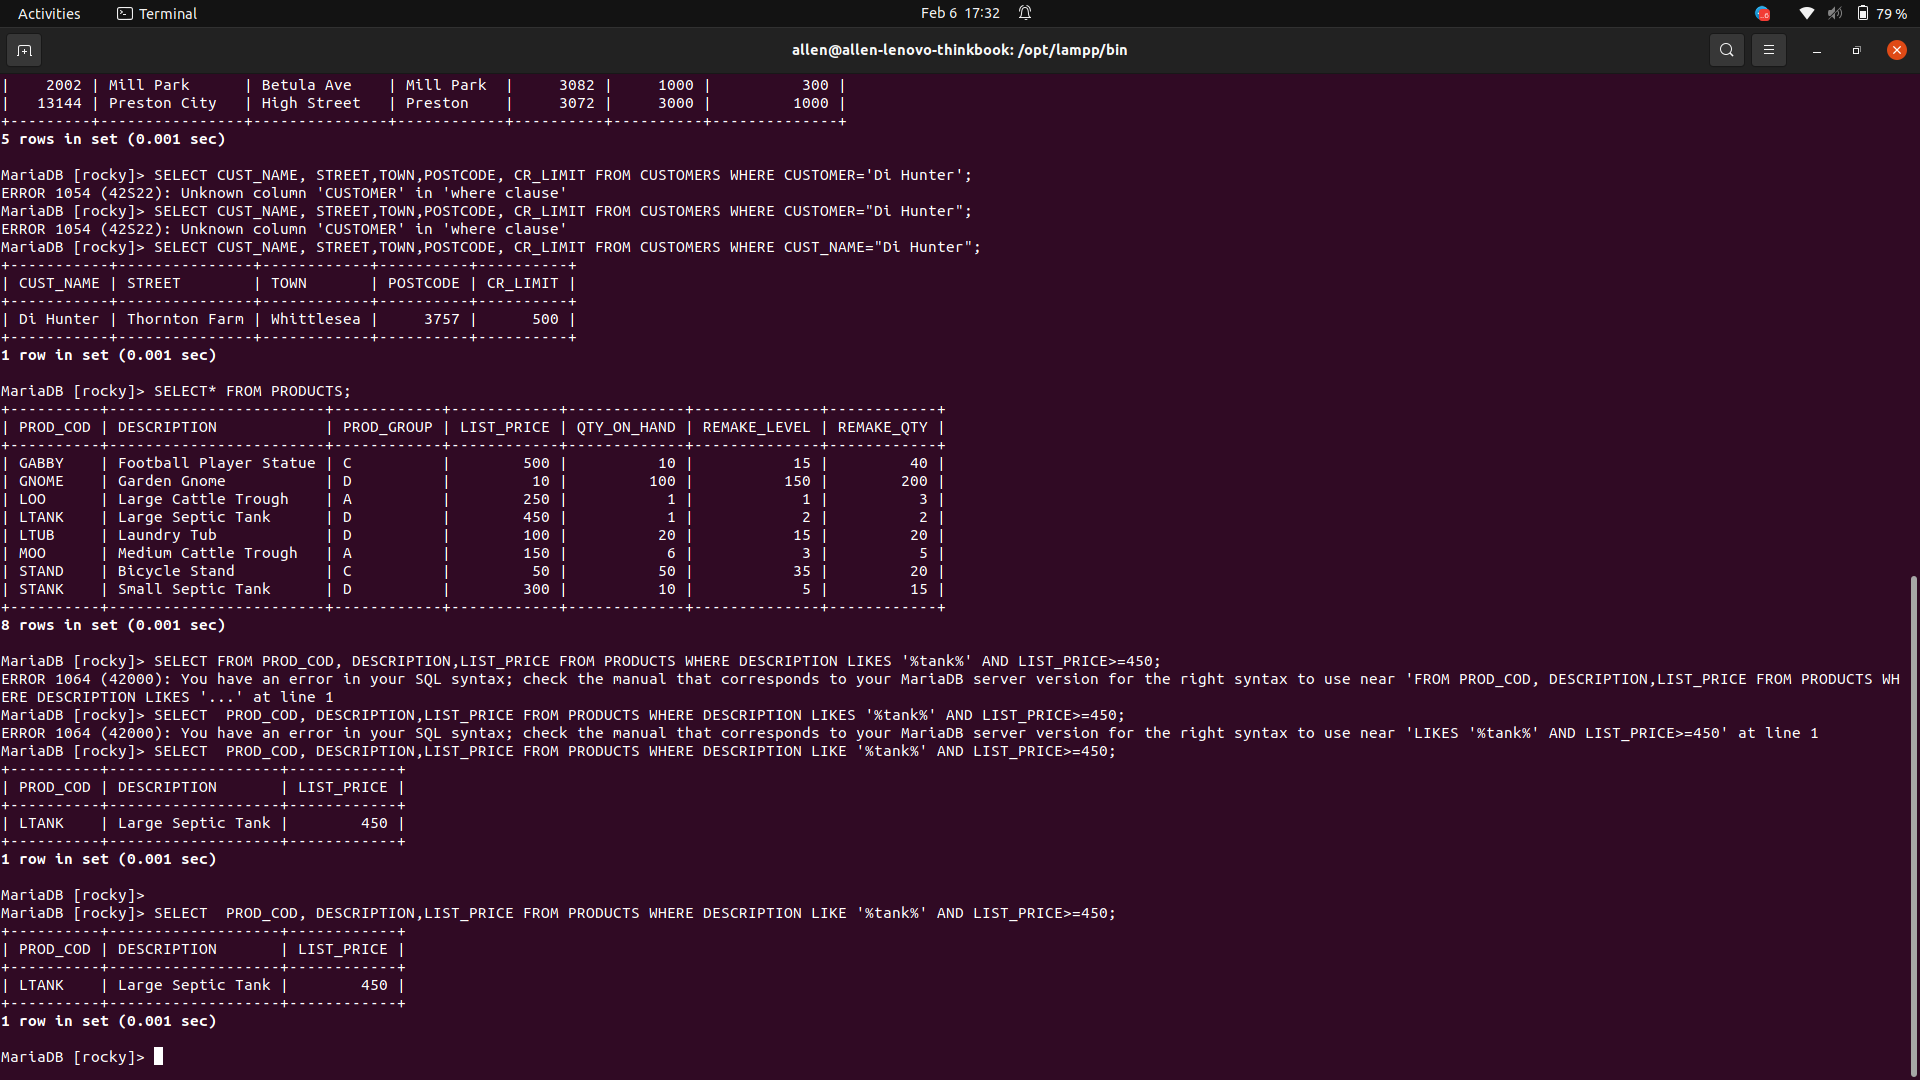 Activities Terminal Feb 6 17:32 79 %
allen@allen-lenovo-thinkbook: /opt/lampp/bin
|    2002 | Mill Park      | Betula Ave    | Mill Park  |     3082 |     1000 |          300 |
|   13144 | Preston City   | High Street   | Preston    |     3072 |     3000 |         1000 |
+---------+----------------+---------------+------------+----------+----------+--------------+
5 rows in set (0.001 sec)

MariaDB [rocky]> SELECT CUST_NAME, STREET,TOWN,POSTCODE, CR_LIMIT FROM CUSTOMERS WHERE CUSTOMER='Di Hunter';
ERROR 1054 (42S22): Unknown column 'CUSTOMER' in 'where clause'
MariaDB [rocky]> SELECT CUST_NAME, STREET,TOWN,POSTCODE, CR_LIMIT FROM CUSTOMERS WHERE CUSTOMER="Di Hunter";
ERROR 1054 (42S22): Unknown column 'CUSTOMER' in 'where clause'
MariaDB [rocky]> SELECT CUST_NAME, STREET,TOWN,POSTCODE, CR_LIMIT FROM CUSTOMERS WHERE CUST_NAME="Di Hunter";
+-----------+---------------+------------+----------+----------+
| CUST_NAME | STREET        | TOWN       | POSTCODE | CR_LIMIT |
+-----------+---------------+------------+----------+----------+
| Di Hunter | Thornton Farm | Whittlesea |     3757 |      500 |
+-----------+---------------+------------+----------+----------+
1 row in set (0.001 sec)

MariaDB [rocky]> SELECT* FROM PRODUCTS;
+----------+------------------------+------------+------------+-------------+--------------+------------+
| PROD_COD | DESCRIPTION            | PROD_GROUP | LIST_PRICE | QTY_ON_HAND | REMAKE_LEVEL | REMAKE_QTY |
+----------+------------------------+------------+------------+-------------+--------------+------------+
| GABBY    | Football Player Statue | C          |        500 |          10 |           15 |         40 |
| GNOME    | Garden Gnome           | D          |         10 |         100 |          150 |        200 |
| LOO      | Large Cattle Trough    | A          |        250 |           1 |            1 |          3 |
| LTANK    | Large Septic Tank      | D          |        450 |           1 |            2 |          2 |
| LTUB     | Laundry Tub            | D          |        100 |          20 |           15 |         20 |
| MOO      | Medium Cattle Trough   | A          |        150 |           6 |            3 |          5 |
| STAND    | Bicycle Stand          | C          |         50 |          50 |           35 |         20 |
| STANK    | Small Septic Tank      | D          |        300 |          10 |            5 |         15 |
+----------+------------------------+------------+------------+-------------+--------------+------------+
8 rows in set (0.001 sec)

MariaDB [rocky]> SELECT FROM PROD_COD, DESCRIPTION,LIST_PRICE FROM PRODUCTS WHERE DESCRIPTION LIKES '%tank%' AND LIST_PRICE>=450;
ERROR 1064 (42000): You have an error in your SQL syntax; check the manual that corresponds to your MariaDB server version for the right syntax to use near 'FROM PROD_COD, DESCRIPTION,LIST_PRICE FROM PRODUCTS WH
ERE DESCRIPTION LIKES '...' at line 1
MariaDB [rocky]> SELECT  PROD_COD, DESCRIPTION,LIST_PRICE FROM PRODUCTS WHERE DESCRIPTION LIKES '%tank%' AND LIST_PRICE>=450;
ERROR 1064 (42000): You have an error in your SQL syntax; check the manual that corresponds to your MariaDB server version for the right syntax to use near 'LIKES '%tank%' AND LIST_PRICE>=450' at line 1
MariaDB [rocky]> SELECT  PROD_COD, DESCRIPTION,LIST_PRICE FROM PRODUCTS WHERE DESCRIPTION LIKE '%tank%' AND LIST_PRICE>=450;
+----------+-------------------+------------+
| PROD_COD | DESCRIPTION       | LIST_PRICE |
+----------+-------------------+------------+
| LTANK    | Large Septic Tank |        450 |
+----------+-------------------+------------+
1 row in set (0.001 sec)

MariaDB [rocky]>
MariaDB [rocky]> SELECT  PROD_COD, DESCRIPTION,LIST_PRICE FROM PRODUCTS WHERE DESCRIPTION LIKE '%tank%' AND LIST_PRICE>=450;
+----------+-------------------+------------+
| PROD_COD | DESCRIPTION       | LIST_PRICE |
+----------+-------------------+------------+
| LTANK    | Large Septic Tank |        450 |
+----------+-------------------+------------+
1 row in set (0.001 sec)

MariaDB [rocky]>